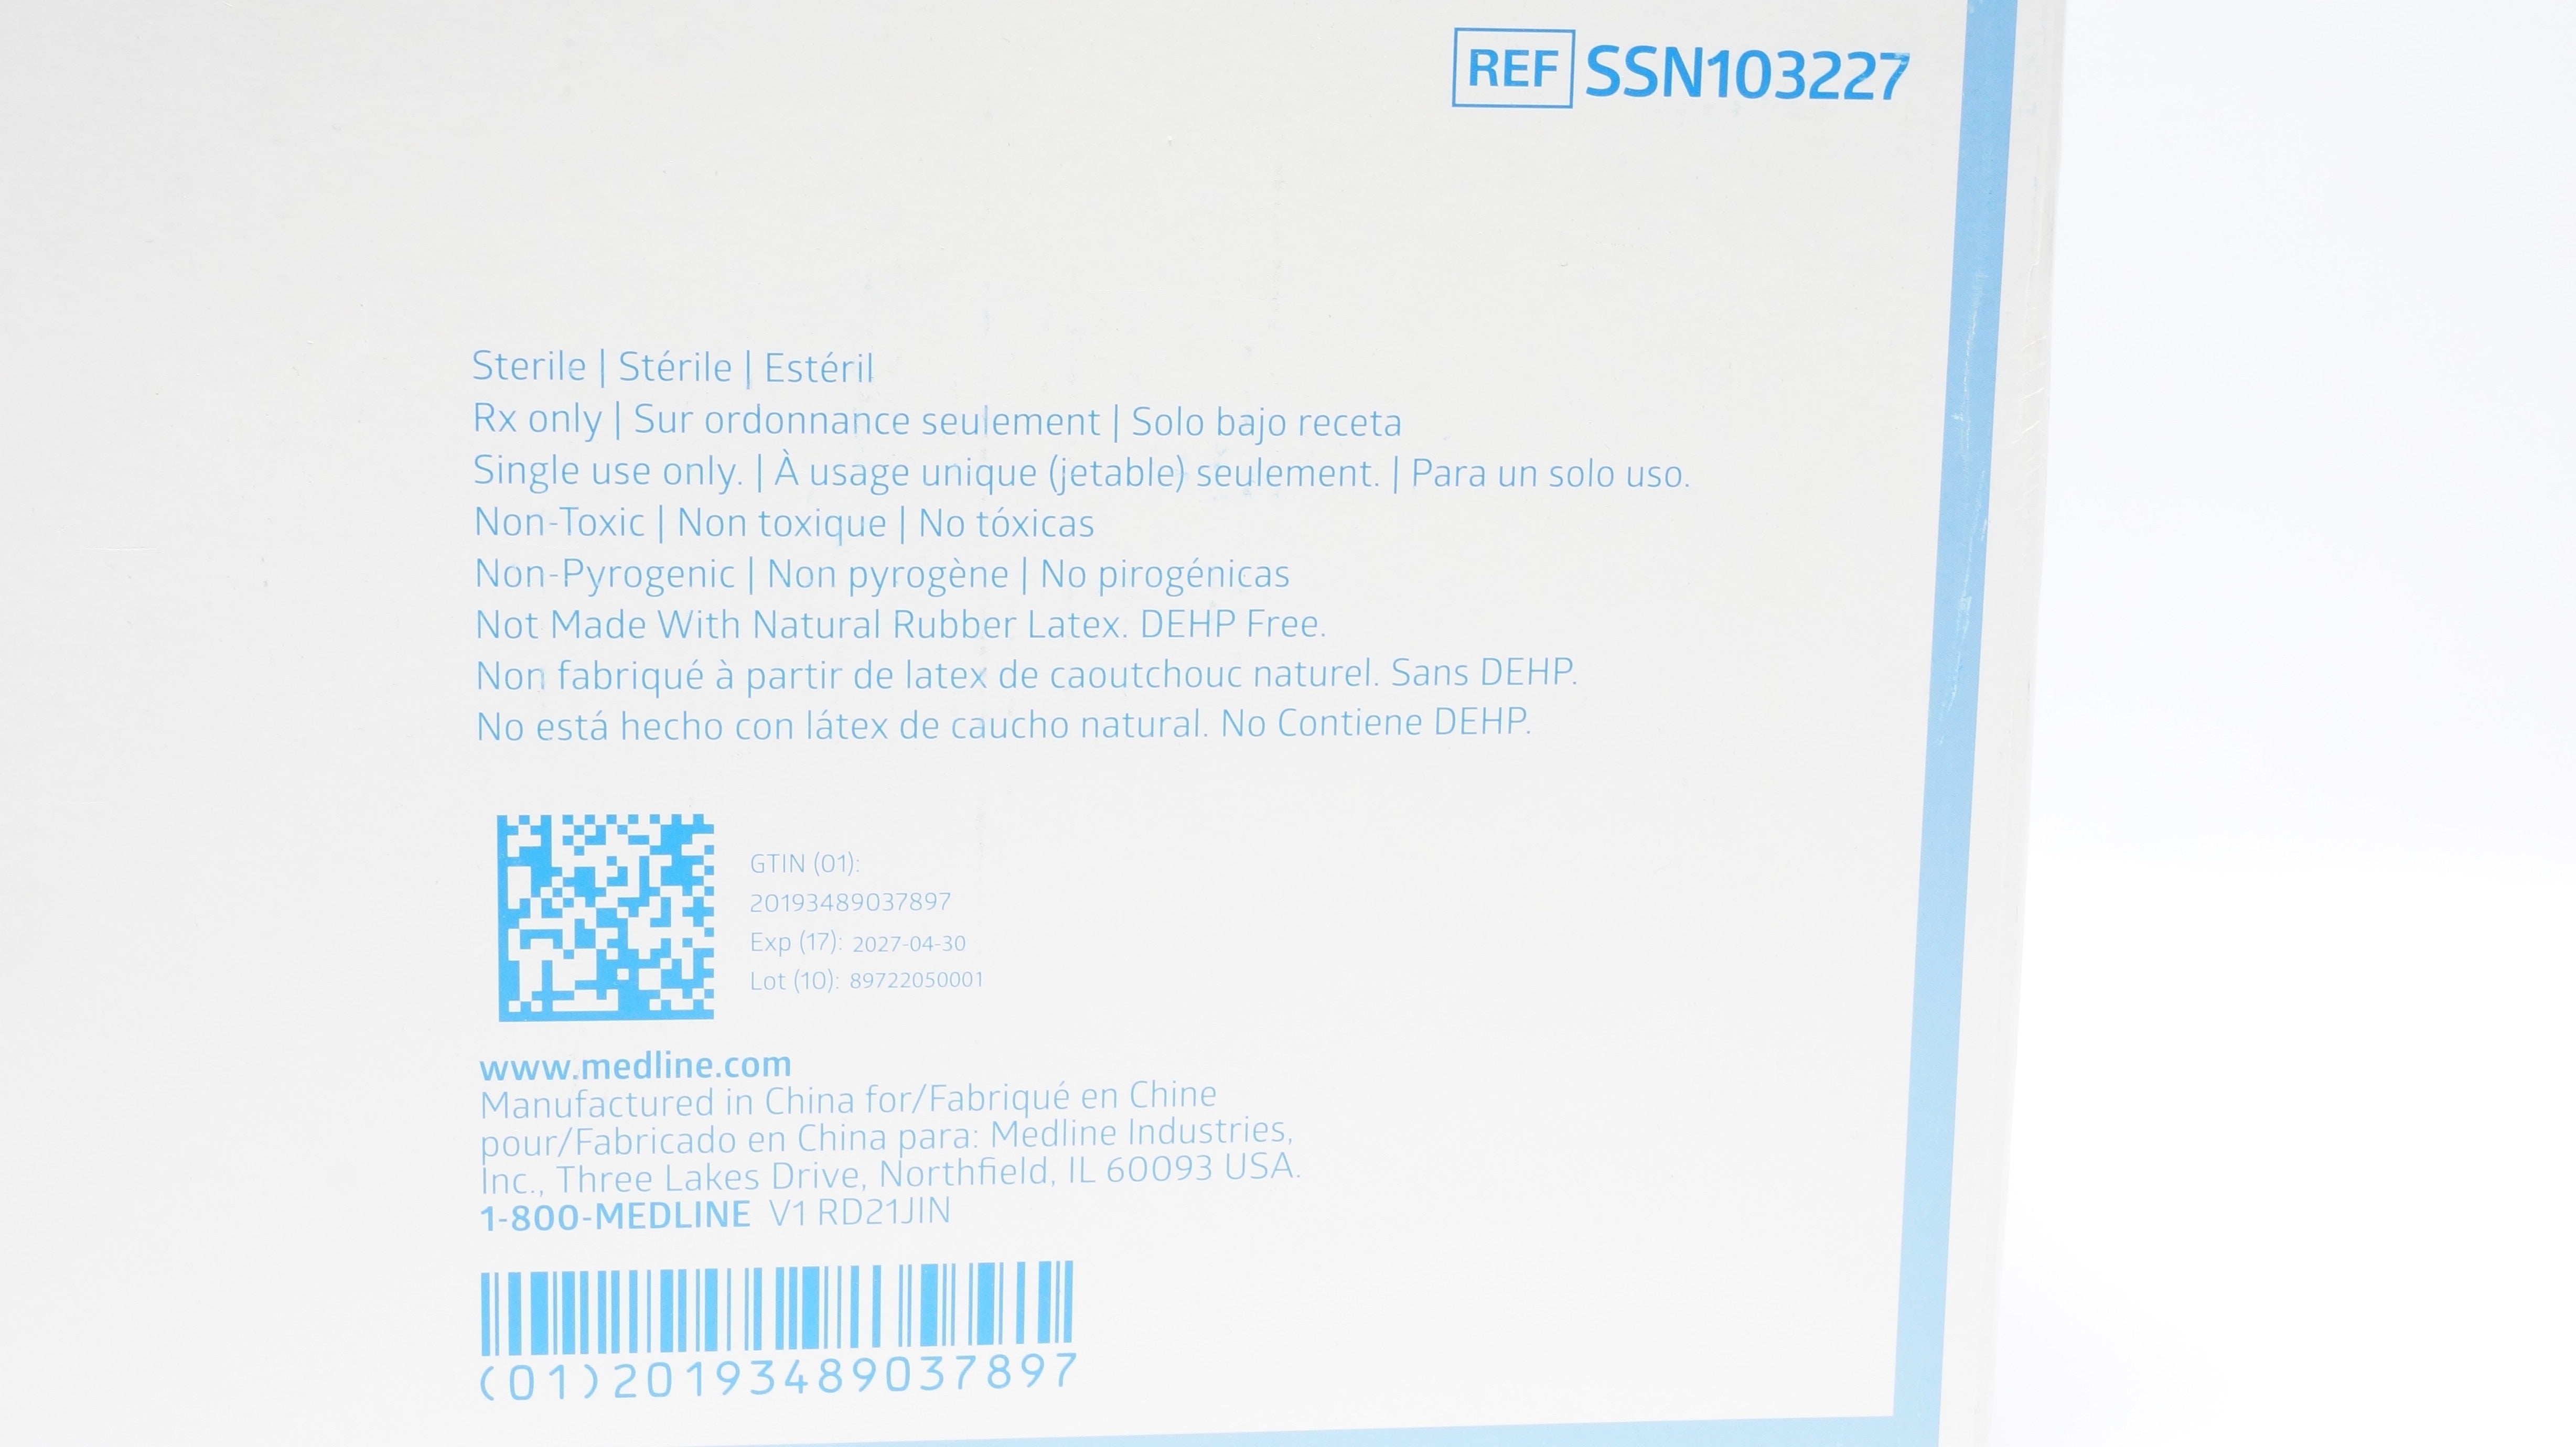 REF SSN103227
Sterile | Stérile | Estéril
Rx only | Sur ordonnance seulement | Solo bajo receta
Single use only. | À usage unique (jetable) seulement. | Para un solo uso.
Non-Toxic | Non toxique | No tóxicas
Non-Pyrogenic | Non pyrogène | No pirogénicas
Not Made With Natural Rubber Latex. DEHP Free.
Non fabriqué à partir de latex de caoutchouc naturel. Sans DEHP.
No está hecho con látex de caucho natural. No Contiene DEHP.
GTIN (01):
20193489037897
Exp (17): 2027-04-30
Lot (10): 89722050001
www.medline.com
Manufactured in China for/Fabriqué en Chine
pour/Fabricado en China para: Medline Industries,
Inc., Three Lakes Drive, Northfield, IL 60093 USA.
1-800-MEDLINE V1 RD21JIN
(01)20193489037897